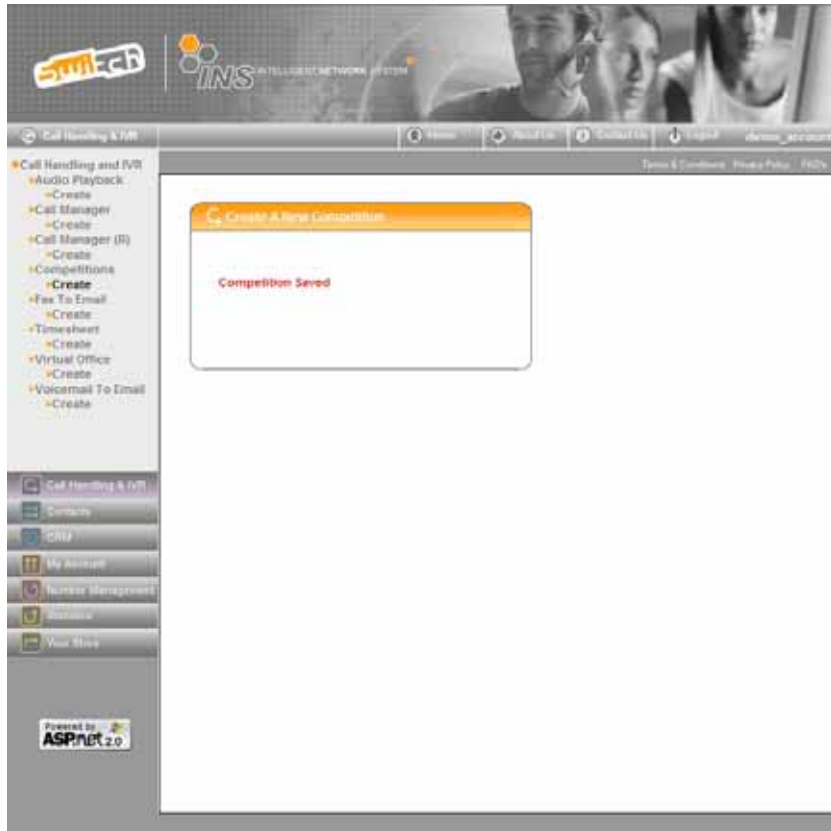 switch
INS INTELLIGENT NETWORK SYSTEM
Call Handling & IVR
Home
About Us
Contact Us
Logout
demo_account
Terms & Conditions
Privacy Policy
FAQ's
Call Handling and IVR
Audio Playback
Create
Call Manager
Create
Call Manager (B)
Create
Competitions
Create
Fax To Email
Create
Timesheet
Create
Virtual Office
Create
Voicemail To Email
Create
Create A New Competition
Competition Saved
Call Handling & IVR
Contacts
CRM
My Account
Number Management
Statistics
Your Store
Powered by
ASP.net 2.0